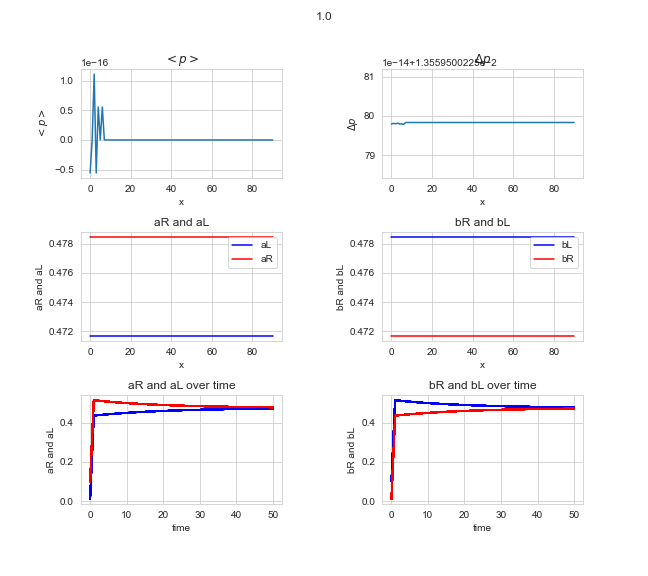 1.0
<p> Δp
1e−16 1e−14+1.3559500225e−2
1.0
0.5
0.0
−0.5
<p>
0 20 40 60 80
x
81
80
79
Δp
0 20 40 60 80
x
aR and aL
0.478
0.476
0.474
0.472
aR and aL
aL
aR
0 20 40 60 80
x
bR and bL
0.478
0.476
0.474
0.472
bR and bL
bL
bR
0 20 40 60 80
x
aR and aL over time
0.4
0.2
0.0
aR and aL
0 10 20 30 40 50
time
bR and bL over time
0.4
0.2
0.0
bR and bL
0 10 20 30 40 50
time